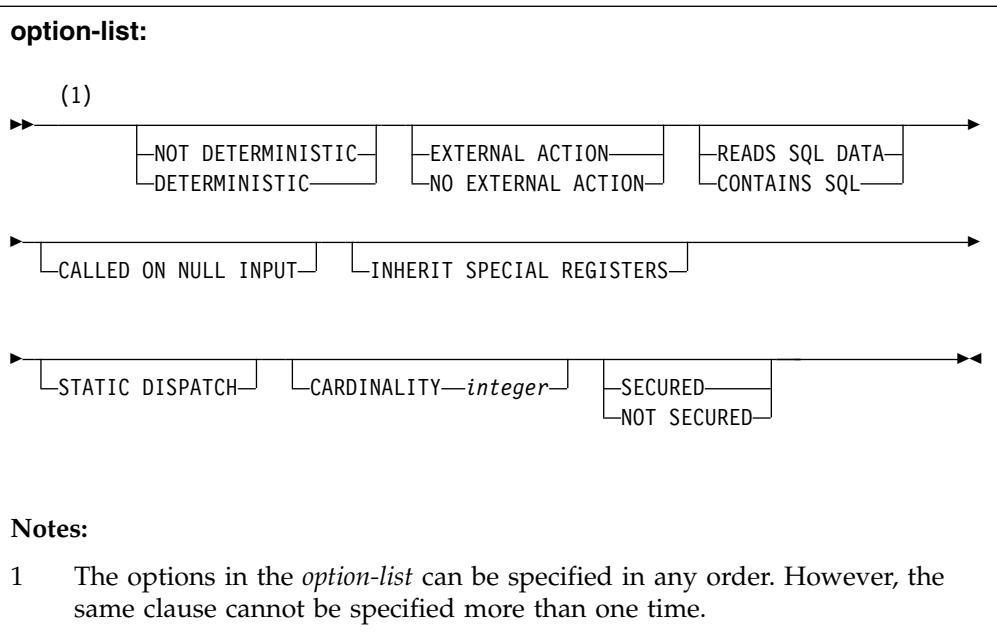 option-list:
(1)
NOT DETERMINISTIC EXTERNAL ACTION READS SQL DATA
DETERMINISTIC NO EXTERNAL ACTION CONTAINS SQL
CALLED ON NULL INPUT INHERIT SPECIAL REGISTERS
STATIC DISPATCH CARDINALITY integer SECURED
NOT SECURED
Notes:
1 The options in the option-list can be specified in any order. However, the
same clause cannot be specified more than one time.